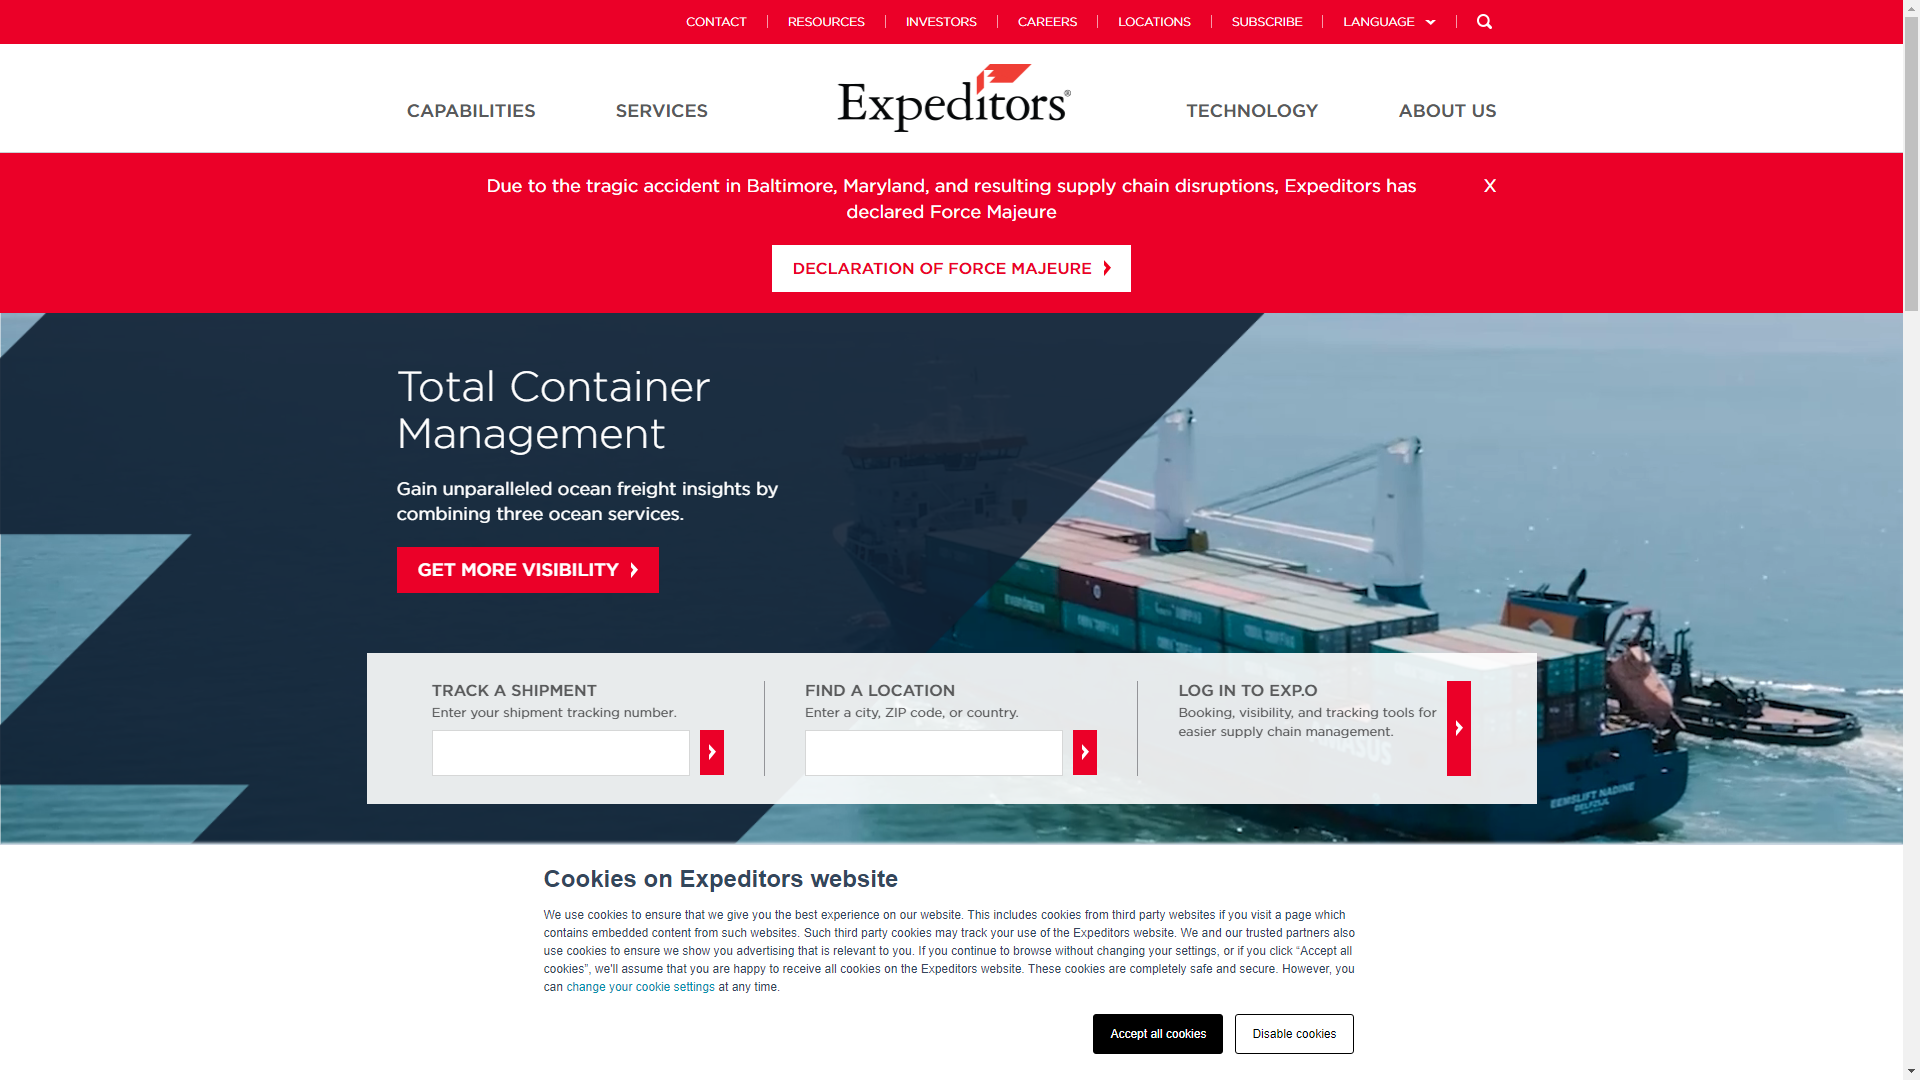 CONTACT
RESOURCES
INVESTORS
CAREERS
LOCATIONS
SUBSCRIBE
LANGUAGE
CAPABILITIES
SERVICES
Expeditors®
TECHNOLOGY
ABOUT US
Due to the tragic accident in Baltimore, Maryland, and resulting supply chain disruptions, Expeditors has
declared Force Majeure
X
DECLARATION OF FORCE MAJEURE
Total Container
Management
Gain unparalleled ocean freight insights by
combining three ocean services.
GET MORE VISIBILITY
TRACK A SHIPMENT
Enter your shipment tracking number.
FIND A LOCATION
Enter a city, ZIP code, or country.
LOG IN TO EXP.O
Booking, visibility, and tracking tools for
easier supply chain management.
EEMSLIFT NADINE
DELFZIJL
Cookies on Expeditors website
We use cookies to ensure that we give you the best experience on our website. This includes cookies from third party websites if you visit a page which
contains embedded content from such websites. Such third party cookies may track your use of the Expeditors website. We and our trusted partners also
use cookies to ensure we show you advertising that is relevant to you. If you continue to browse without changing your settings, or if you click “Accept all
cookies”, we'll assume that you are happy to receive all cookies on the Expeditors website. These cookies are completely safe and secure. However, you
can change your cookie settings at any time.
Accept all cookies
Disable cookies